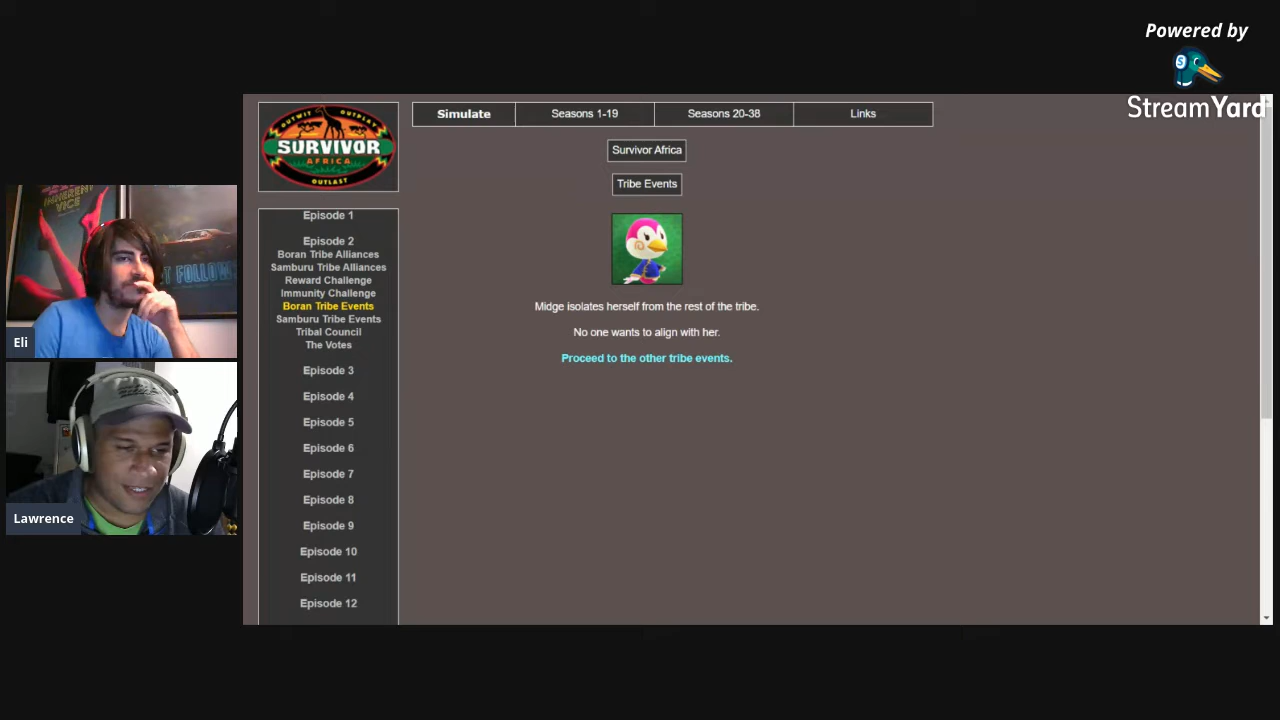 Powered by
StreamYard
OUTWIT OUTPLAY
SURVIVOR
AFRICA
OUTLAST
Simulate
Seasons 1-19
Seasons 20-38
Links
Survivor Africa
Tribe Events
Midge isolates herself from the rest of the tribe.
No one wants to align with her.
Proceed to the other tribe events.
Episode 1
Episode 2
Boran Tribe Alliances
Samburu Tribe Alliances
Reward Challenge
Immunity Challenge
Boran Tribe Events
Samburu Tribe Events
Tribal Council
The Votes
Episode 3
Episode 4
Episode 5
Episode 6
Episode 7
Episode 8
Episode 9
Episode 10
Episode 11
Episode 12
INHERENT
VICE
T FOLLOW
Eli
Lawrence